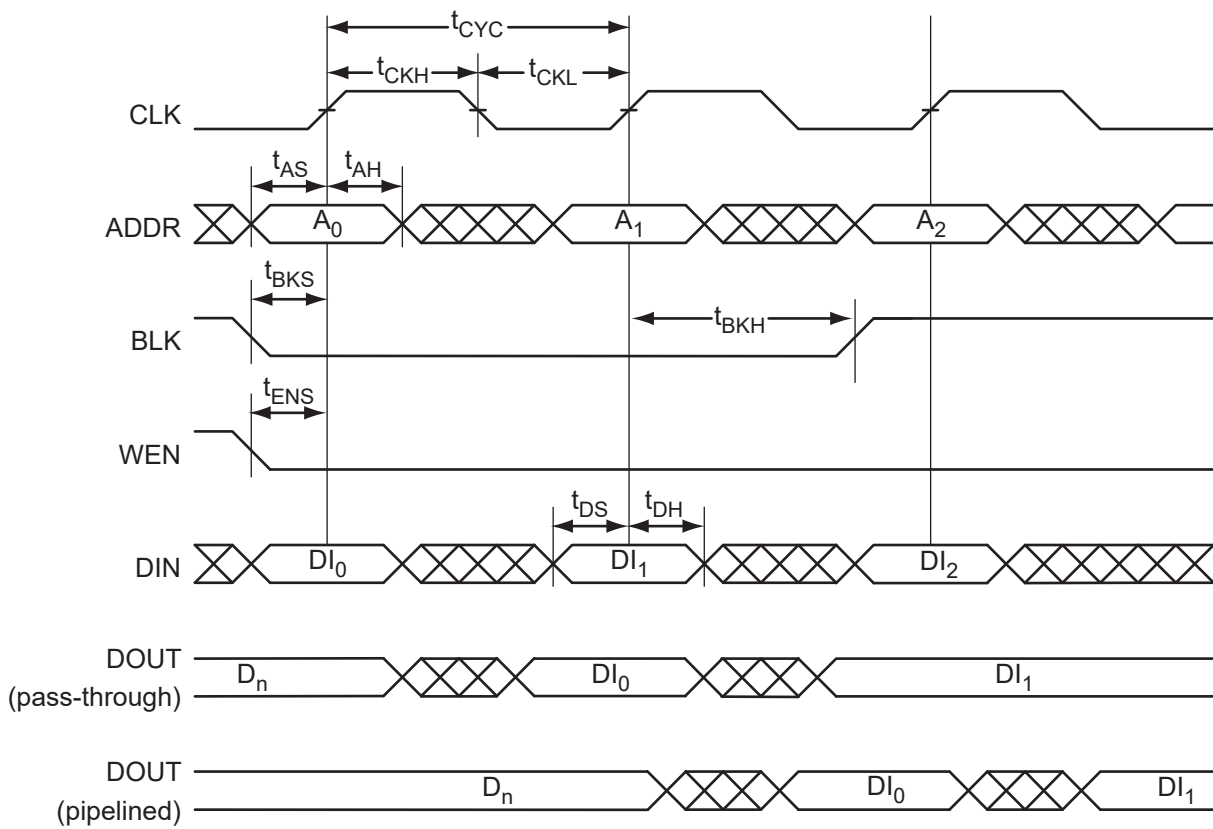 tCYC
tCKH tCKL
CLK
tAS tAH
ADDR A0 A1 A2
tBKS
BLK tBKH
tENS
WEN
tDS tDH
DIN DI0 DI1 DI2
DOUT
(pass-through) Dn DI0 DI1
DOUT
(pipelined) Dn DI0 DI1